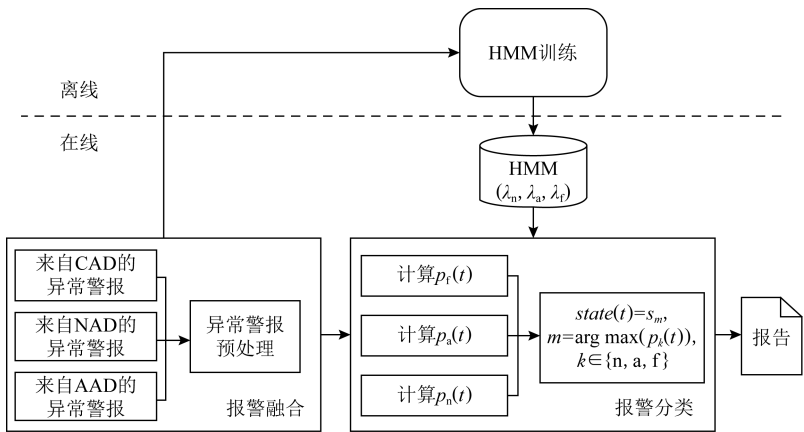 HMM训练
离线
在线
HMM
(λn, λa, λf)
来自CAD的
异常警报
来自NAD的
异常警报
来自AAD的
异常警报
异常警报
预处理
报警融合
计算pf(t)
计算pa(t)
计算pn(t)
state(t)=sm,
m=arg max(pk(t)),
k∈{n, a, f}
报警分类
报告